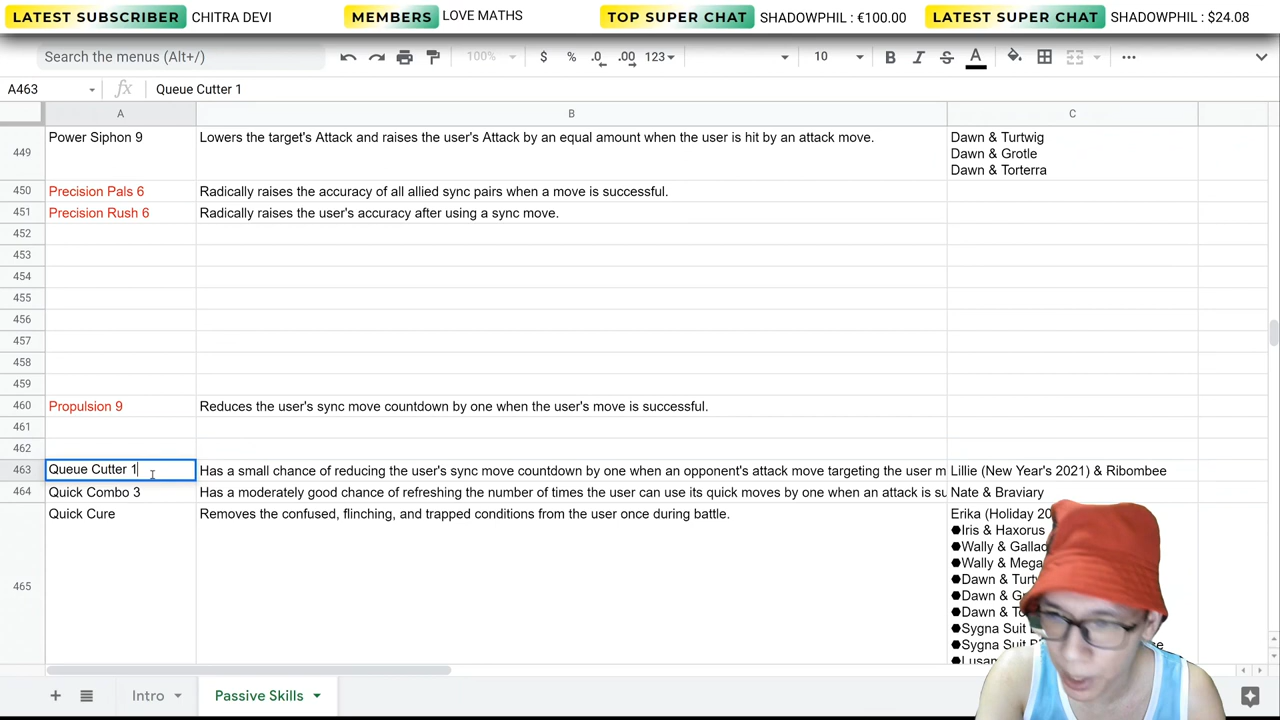 LATEST SUBSCRIBER CHITRA DEVI MEMBERS LOVE MATHS TOP SUPER CHAT SHADOWPHIL : €100.00 LATEST SUPER CHAT SHADOWPHIL : $24.08
Search the menus (Alt+/) 100% $ % .0 .00 123 10 B I S A
A463 fx Queue Cutter 1
A B C
449 Power Siphon 9 Lowers the target's Attack and raises the user's Attack by an equal amount when the user is hit by an attack move. Dawn & Turtwig
Dawn & Grotle
Dawn & Torterra
450 Precision Pals 6 Radically raises the accuracy of all allied sync pairs when a move is successful.
451 Precision Rush 6 Radically raises the user's accuracy after using a sync move.
452
453
454
455
456
457
458
459
460 Propulsion 9 Reduces the user's sync move countdown by one when the user's move is successful.
461
462
463 Queue Cutter 1 Has a small chance of reducing the user's sync move countdown by one when an opponent's attack move targeting the user m Lillie (New Year's 2021) & Ribombee
464 Quick Combo 3 Has a moderately good chance of refreshing the number of times the user can use its quick moves by one when an attack is su Nate & Braviary
465 Quick Cure Removes the confused, flinching, and trapped conditions from the user once during battle. Erika (Holiday 20
Iris & Haxorus
Wally & Gallad
Wally & Mega
Dawn & Turt
Dawn & G
Dawn & To
Sygna Suit
Sygna Suit
Lusam
Intro Passive Skills